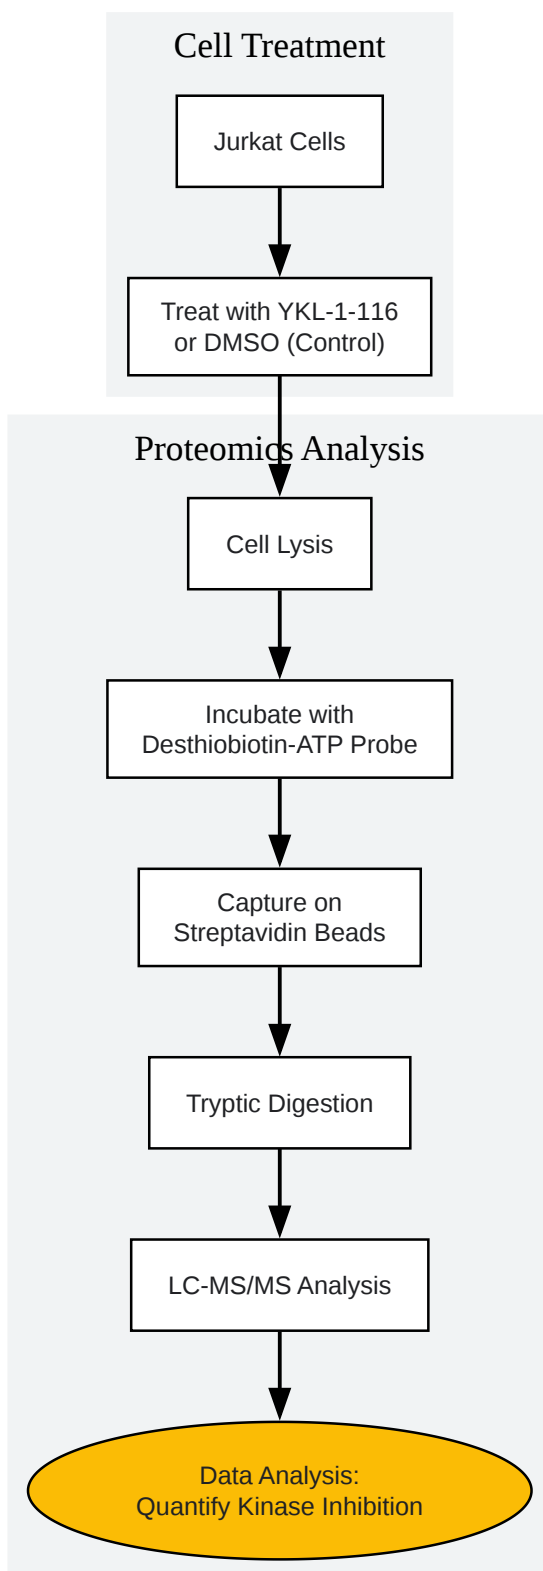 Cell Treatment
Jurkat Cells
Treat with YKL-1-116
or DMSO (Control)
Proteomics Analysis
Cell Lysis
Incubate with
Desthiobiotin-ATP Probe
Capture on
Streptavidin Beads
Tryptic Digestion
LC-MS/MS Analysis
Data Analysis:
Quantify Kinase Inhibition